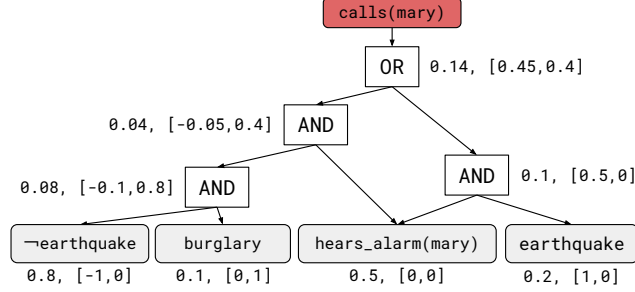 calls(mary)
OR
0.14, [0.45,0.4]
0.04, [-0.05,0.4]
AND
0.08, [-0.1,0.8]
AND
AND
0.1, [0.5,0]
¬earthquake
burglary
hears_alarm(mary)
earthquake
0.8, [-1,0]
0.1, [0,1]
0.5, [0,0]
0.2, [1,0]